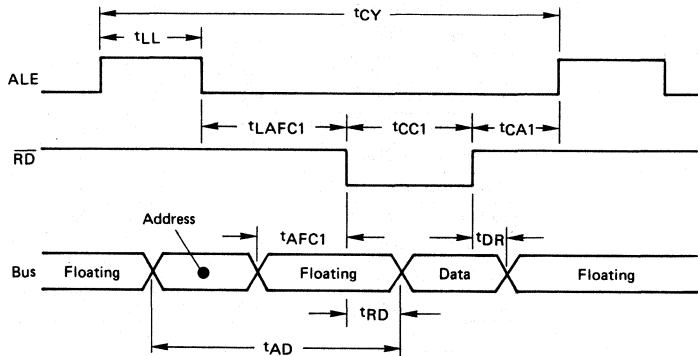 tCY
tLL
ALE
tLAFC1 tCC1 tCA1
RD
Address
tAFC1 tDR
Bus Floating Floating Data Floating
tRD
tAD